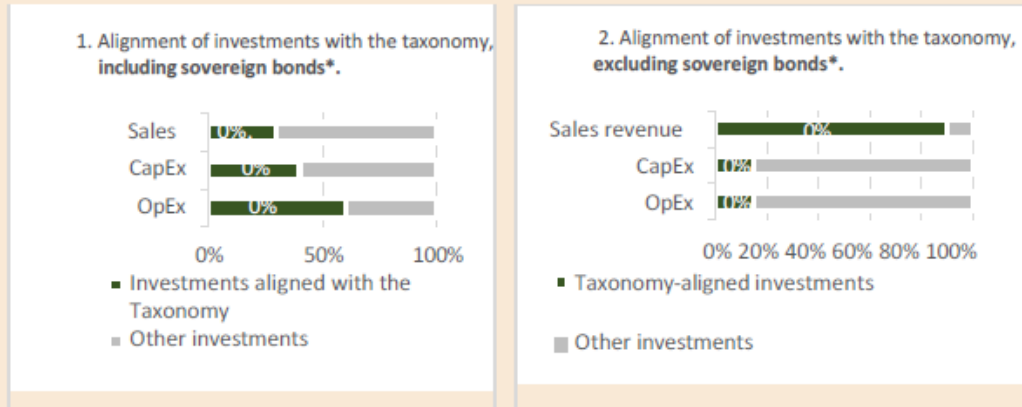 1. Alignment of investments with the taxonomy,
including sovereign bonds*.
Sales
0%.
CapEx
0%
OpEx
0%
0% 50% 100%
Investments aligned with the
Taxonomy
Other investments
2. Alignment of investments with the taxonomy,
excluding sovereign bonds*.
Sales revenue
0%
CapEx
0%
OpEx
0%
0% 20% 40% 60% 80% 100%
Taxonomy-aligned investments
Other investments